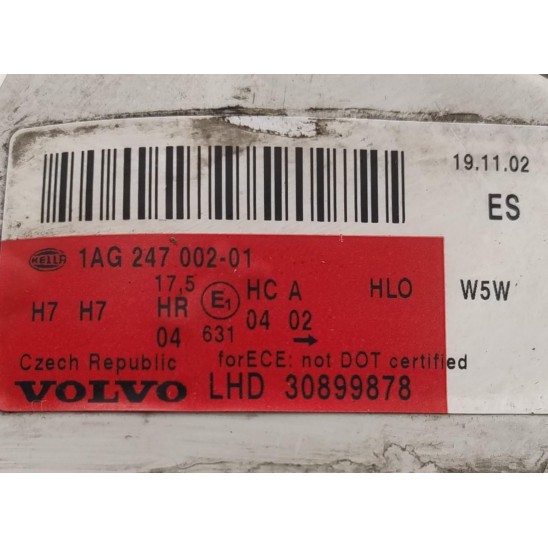 19.11.02
ES
HELLA 1AG 247 002-01
17,5
H7 H7 HR E1 HC A HLO W5W
04 631 04 02 →
Czech Republic forECE: not DOT certified
VOLVO LHD 30899878